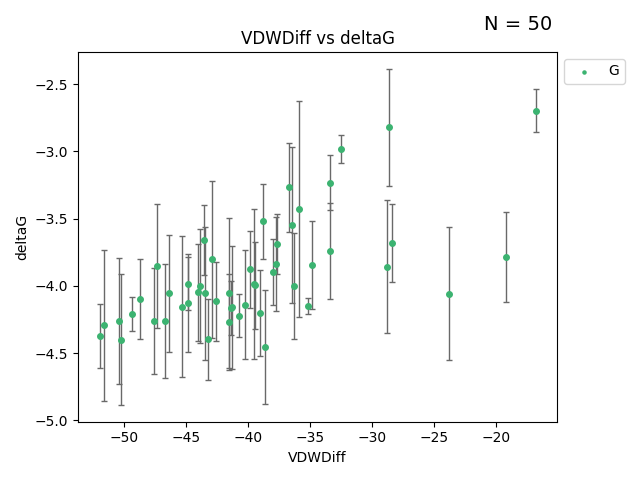 N = 50
VDWDiff vs deltaG
G
−2.5
−3.0
−3.5
−4.0
−4.5
−5.0
deltaG
−50 −45 −40 −35 −30 −25 −20
VDWDiff